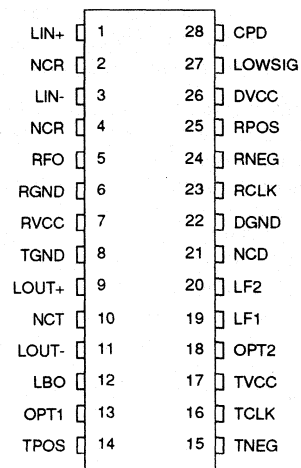 LIN+ 1 28 CPD
NCR 2 27 LOWSIG
LIN- 3 26 DVCC
NCR 4 25 RPOS
RFO 5 24 RNEG
RGND 6 23 RCLK
RVCC 7 22 DGND
TGND 8 21 NCD
LOUT+ 9 20 LF2
NCT 10 19 LF1
LOUT- 11 18 OPT2
LBO 12 17 TVCC
OPT1 13 16 TCLK
TPOS 14 15 TNEG